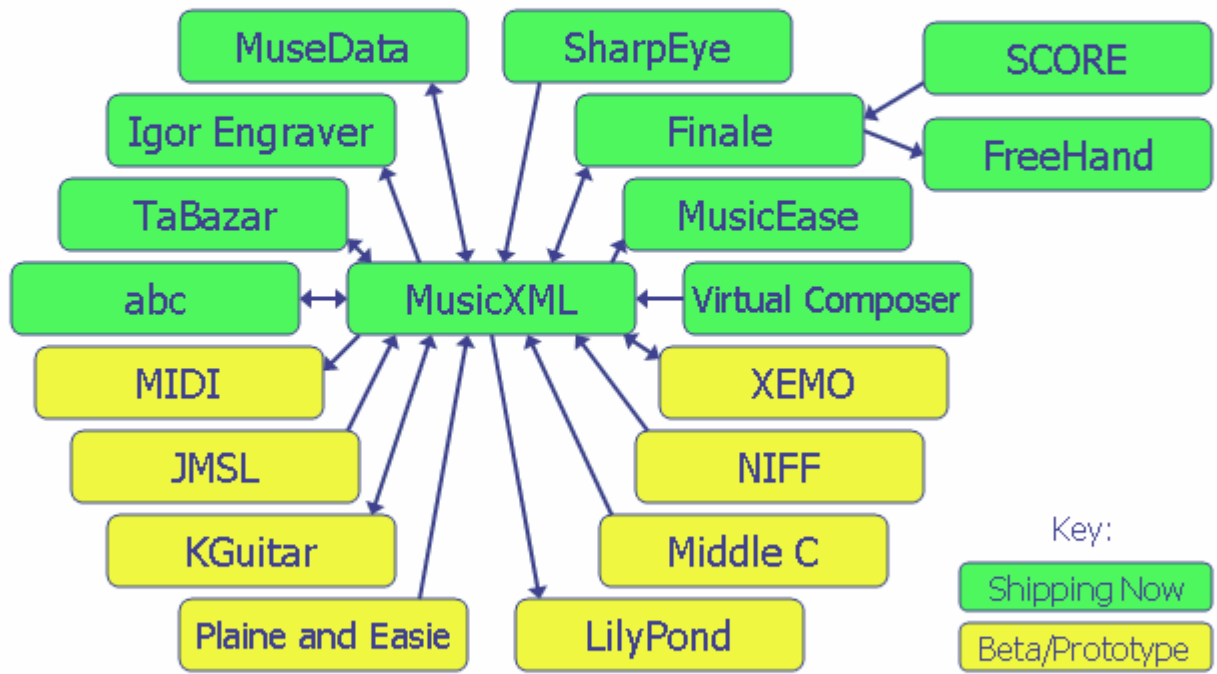 MuseData
SharpEye
SCORE
Igor Engraver
Finale
FreeHand
TaBazar
MusicEase
abc
MusicXML
Virtual Composer
MIDI
XEMO
JMSL
NIFF
KGuitar
Middle C
Plaine and Easie
LilyPond
Key:
Shipping Now
Beta/Prototype